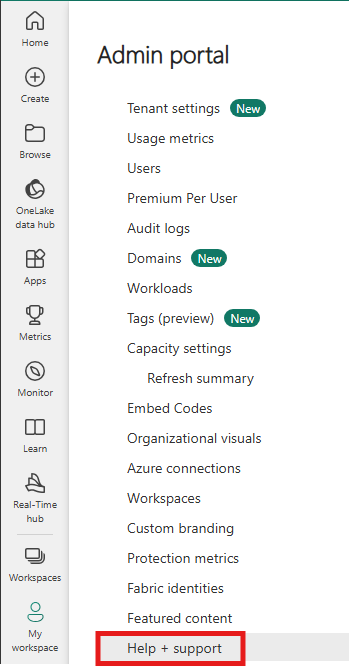 Home
Create
Browse
OneLake
data hub
Apps
Metrics
Monitor
Learn
Real-Time
hub
Workspaces
My
workspace
Admin portal
Tenant settings New
Usage metrics
Users
Premium Per User
Audit logs
Domains New
Workloads
Tags (preview) New
Capacity settings
Refresh summary
Embed Codes
Organizational visuals
Azure connections
Workspaces
Custom branding
Protection metrics
Fabric identities
Featured content
Help + support